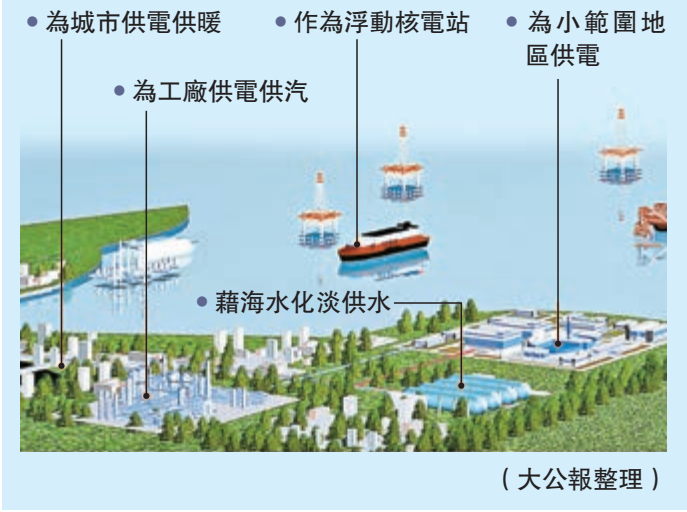 • 為城市供電供暖
• 作為浮動核電站
• 為小範圍地
區供電
• 為工廠供電供汽
• 藉海水化淡供水
（大公報整理）